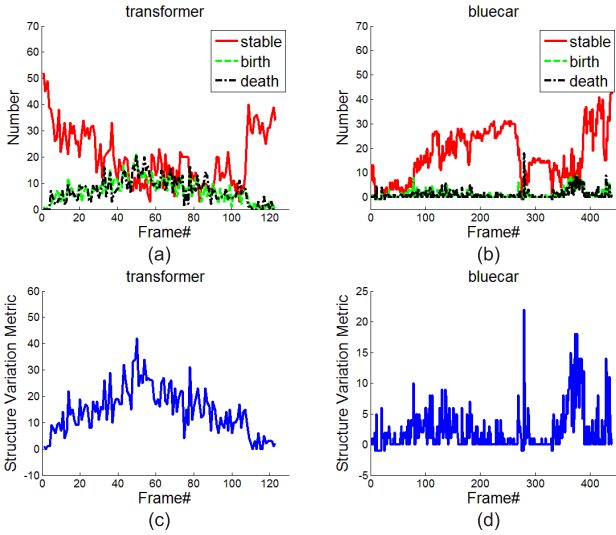 transformer
70
60
50
40
30
20
10
0
0 20 40 60 80 100 120
Number
Frame#
stable
birth
death
(a)
bluecar
70
60
50
40
30
20
10
0
0 100 200 300 400
Number
Frame#
stable
birth
death
(b)
transformer
60
50
40
30
20
10
0
-10
0 20 40 60 80 100 120
Structure Variation Metric
Frame#
(c)
bluecar
25
20
15
10
5
0
-5
0 100 200 300 400
Structure Variation Metric
Frame#
(d)